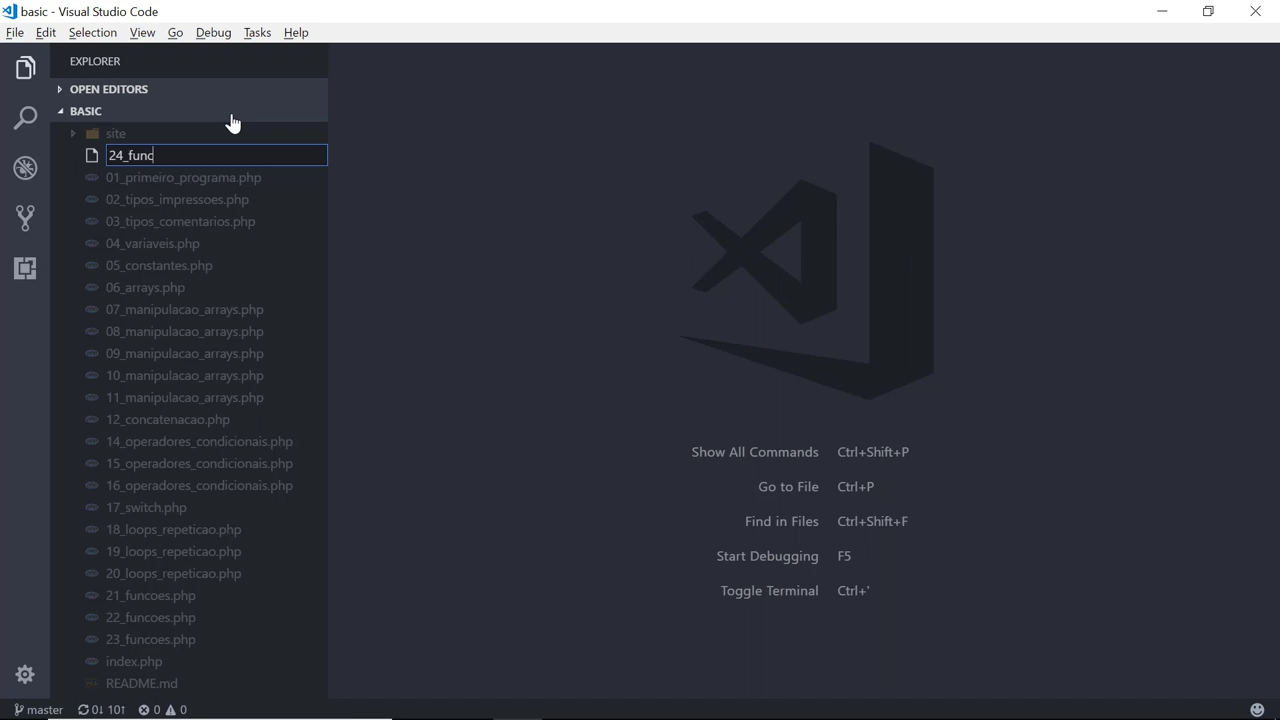 basic - Visual Studio Code
File Edit Selection View Go Debug Tasks Help
EXPLORER
OPEN EDITORS
BASIC
site
24_func
01_primeiro_programa.php
02_tipos_impressoes.php
03_tipos_comentarios.php
04_variaveis.php
05_constantes.php
06_arrays.php
07_manipulacao_arrays.php
08_manipulacao_arrays.php
09_manipulacao_arrays.php
10_manipulacao_arrays.php
11_manipulacao_arrays.php
12_concatenacao.php
14_operadores_condicionais.php
15_operadores_condicionais.php
16_operadores_condicionais.php
17_switch.php
18_loops_repeticao.php
19_loops_repeticao.php
20_loops_repeticao.php
21_funcoes.php
22_funcoes.php
23_funcoes.php
index.php
README.md
Show All Commands Ctrl+Shift+P
Go to File Ctrl+P
Find in Files Ctrl+Shift+F
Start Debugging F5
Toggle Terminal Ctrl+'
master 0↓ 10↑ 0 0